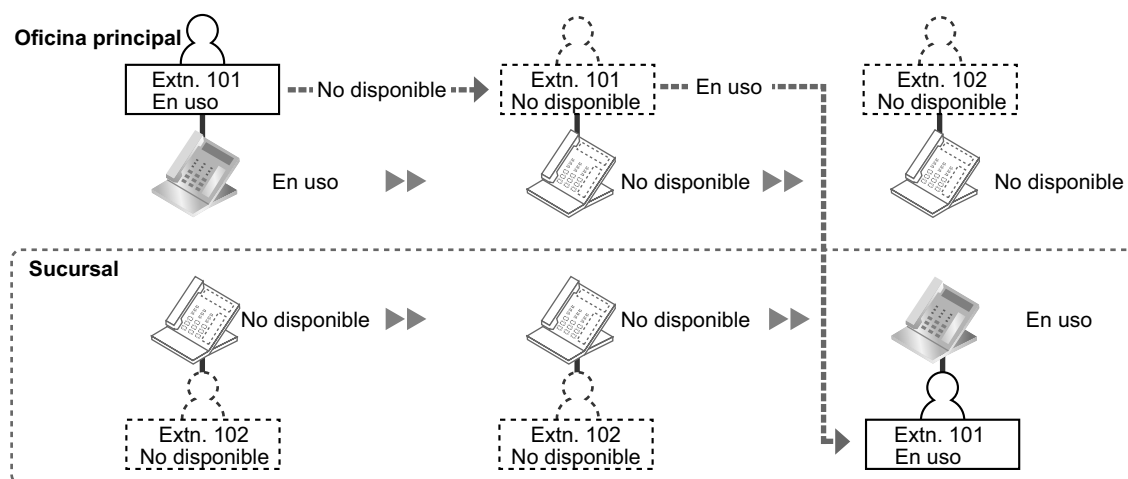 Oficina principal
Extn. 101
En uso
No disponible
Extn. 101
No disponible
En uso
Extn. 102
No disponible
En uso
No disponible
No disponible
Sucursal
No disponible
No disponible
En uso
Extn. 102
No disponible
Extn. 102
No disponible
Extn. 101
En uso